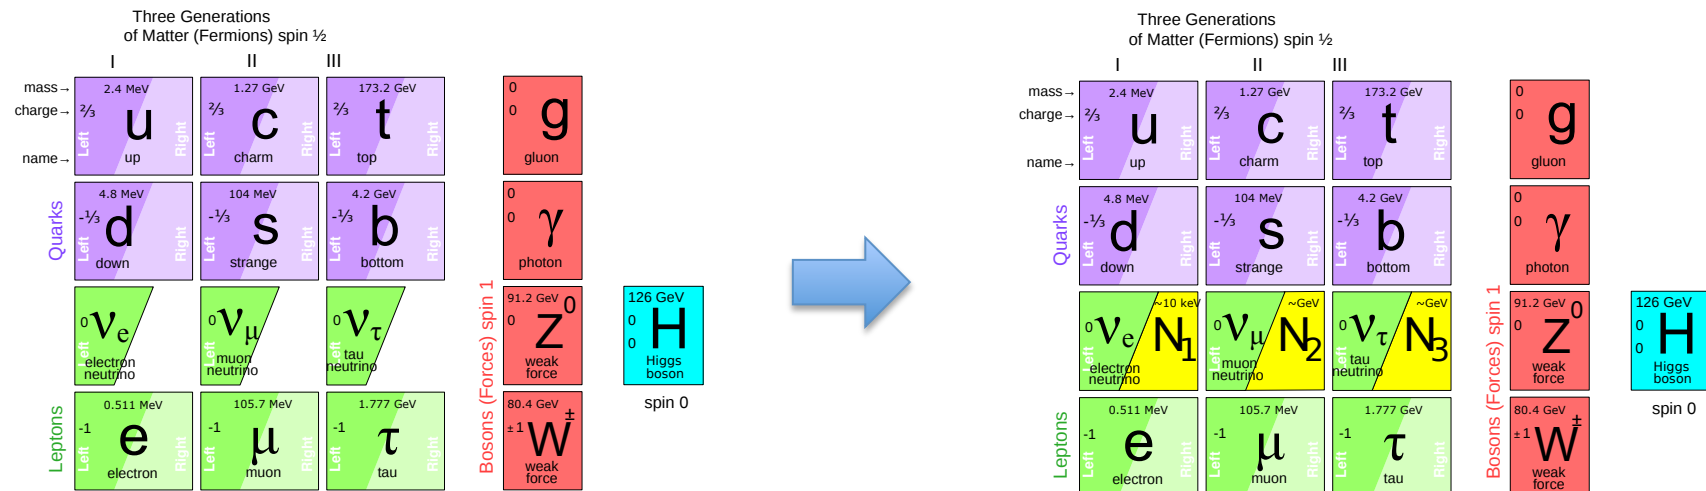 Three Generations
of Matter (Fermions) spin ½
I II III
mass→ 2.4 MeV 1.27 GeV 173.2 GeV 0
charge→ ⅔ ⅔ ⅔ 0
Left u Right Left c Right Left t Right g
name→ up charm top gluon
Quarks
4.8 MeV 104 MeV 4.2 GeV 0
-⅓ -⅓ -⅓ 0
Left d Right Left s Right Left b Right γ
down strange bottom photon
91.2 GeV 126 GeV
0 νe 0 νμ 0 ντ 0 Z0 0 H
Left Left Left 0
electron neutrino muon neutrino tau neutrino weak force Higgs boson
spin 0
Leptons
0.511 MeV 105.7 MeV 1.777 GeV 80.4 GeV
-1 -1 -1 ±1
Left e Right Left μ Right Left τ Right W±
electron muon tau weak force
Bosons (Forces) spin 1
Three Generations
of Matter (Fermions) spin ½
I II III
mass→ 2.4 MeV 1.27 GeV 173.2 GeV 0
charge→ ⅔ ⅔ ⅔ 0
Left u Right Left c Right Left t Right g
name→ up charm top gluon
Quarks
4.8 MeV 104 MeV 4.2 GeV 0
-⅓ -⅓ -⅓ 0
Left d Right Left s Right Left b Right γ
down strange bottom photon
~10 keV ~GeV ~GeV 91.2 GeV 126 GeV
0 νe N1 0 νμ N2 0 ντ N3 0 Z0 0 H
Left Left Left 0
electron neutrino muon neutrino tau neutrino weak force Higgs boson
spin 0
Leptons
0.511 MeV 105.7 MeV 1.777 GeV 80.4 GeV
-1 -1 -1 ±1
Left e Right Left μ Right Left τ Right W±
electron muon tau weak force
Bosons (Forces) spin 1